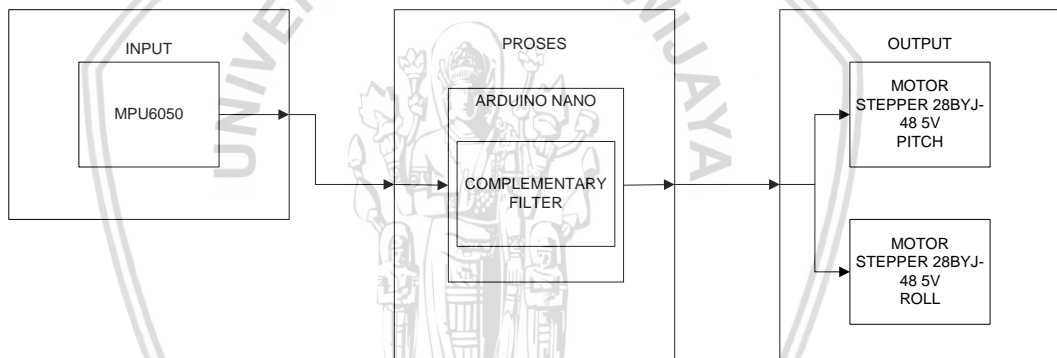 INPUT
MPU6050
PROSES
ARDUINO NANO
COMPLEMENTARY
FILTER
OUTPUT
MOTOR
STEPPER 28BYJ-
48 5V
PITCH
MOTOR
STEPPER 28BYJ-
48 5V
ROLL